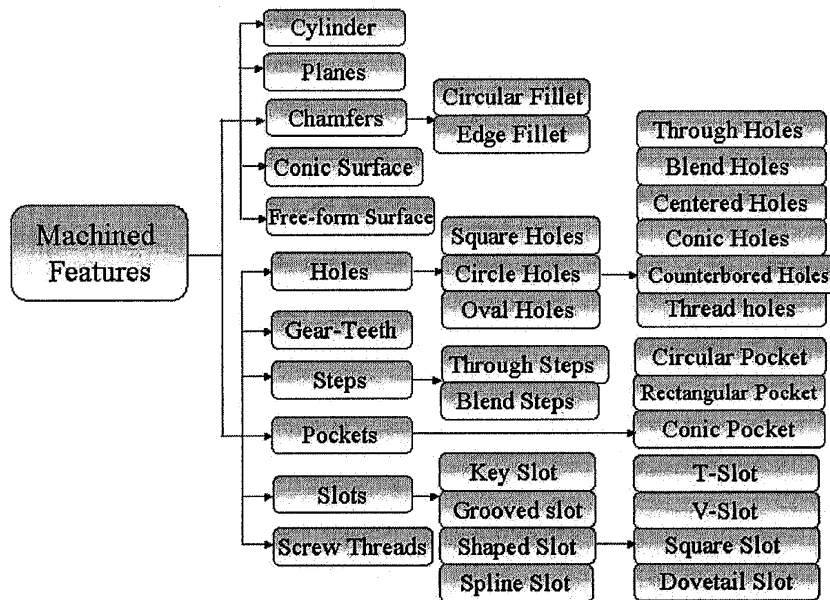 Machined
Features
Cylinder
Planes
Chamfers
Conic Surface
Free-form Surface
Holes
Gear-Teeth
Steps
Pockets
Slots
Screw Threads
Circular Fillet
Edge Fillet
Square Holes
Circle Holes
Oval Holes
Through Steps
Blend Steps
Key Slot
Grooved slot
Shaped Slot
Spline Slot
Through Holes
Blend Holes
Centered Holes
Conic Holes
Counterbored Holes
Thread holes
Circular Pocket
Rectangular Pocket
Conic Pocket
T-Slot
V-Slot
Square Slot
Dovetail Slot